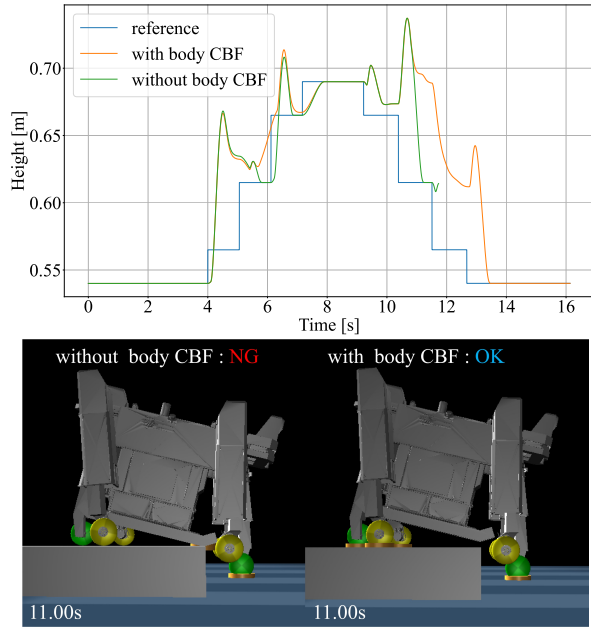 reference
with body CBF
without body CBF
0.70
0.65
0.60
0.55
Height [m]
0 2 4 6 8 10 12 14 16
Time [s]
without body CBF : NG
with body CBF : OK
11.00s
11.00s